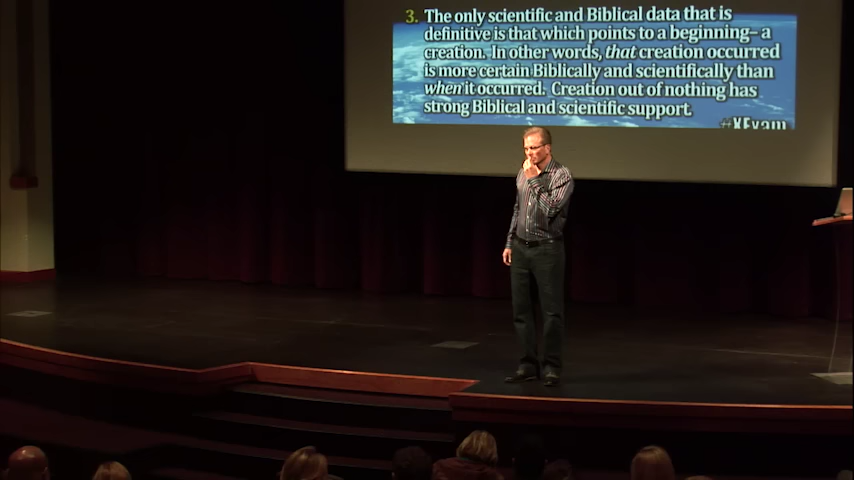 3. The only scientific and Biblical data that is
definitive is that which points to a beginning– a
creation. In other words, that creation occurred
is more certain Biblically and scientifically than
when it occurred. Creation out of nothing has
strong Biblical and scientific support.
#XExam